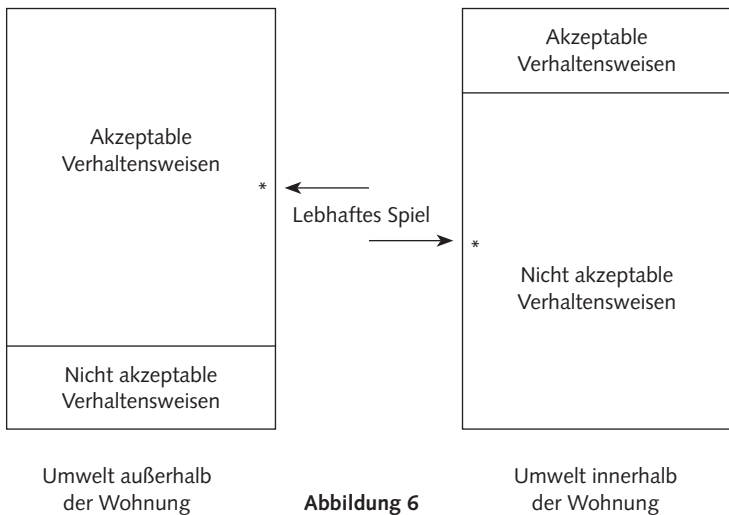 Akzeptable
Verhaltensweisen
*
Nicht akzeptable
Verhaltensweisen
Umwelt außerhalb
der Wohnung
Lebhaftes Spiel
Abbildung 6
Akzeptable
Verhaltensweisen
*
Nicht akzeptable
Verhaltensweisen
Umwelt innerhalb
der Wohnung